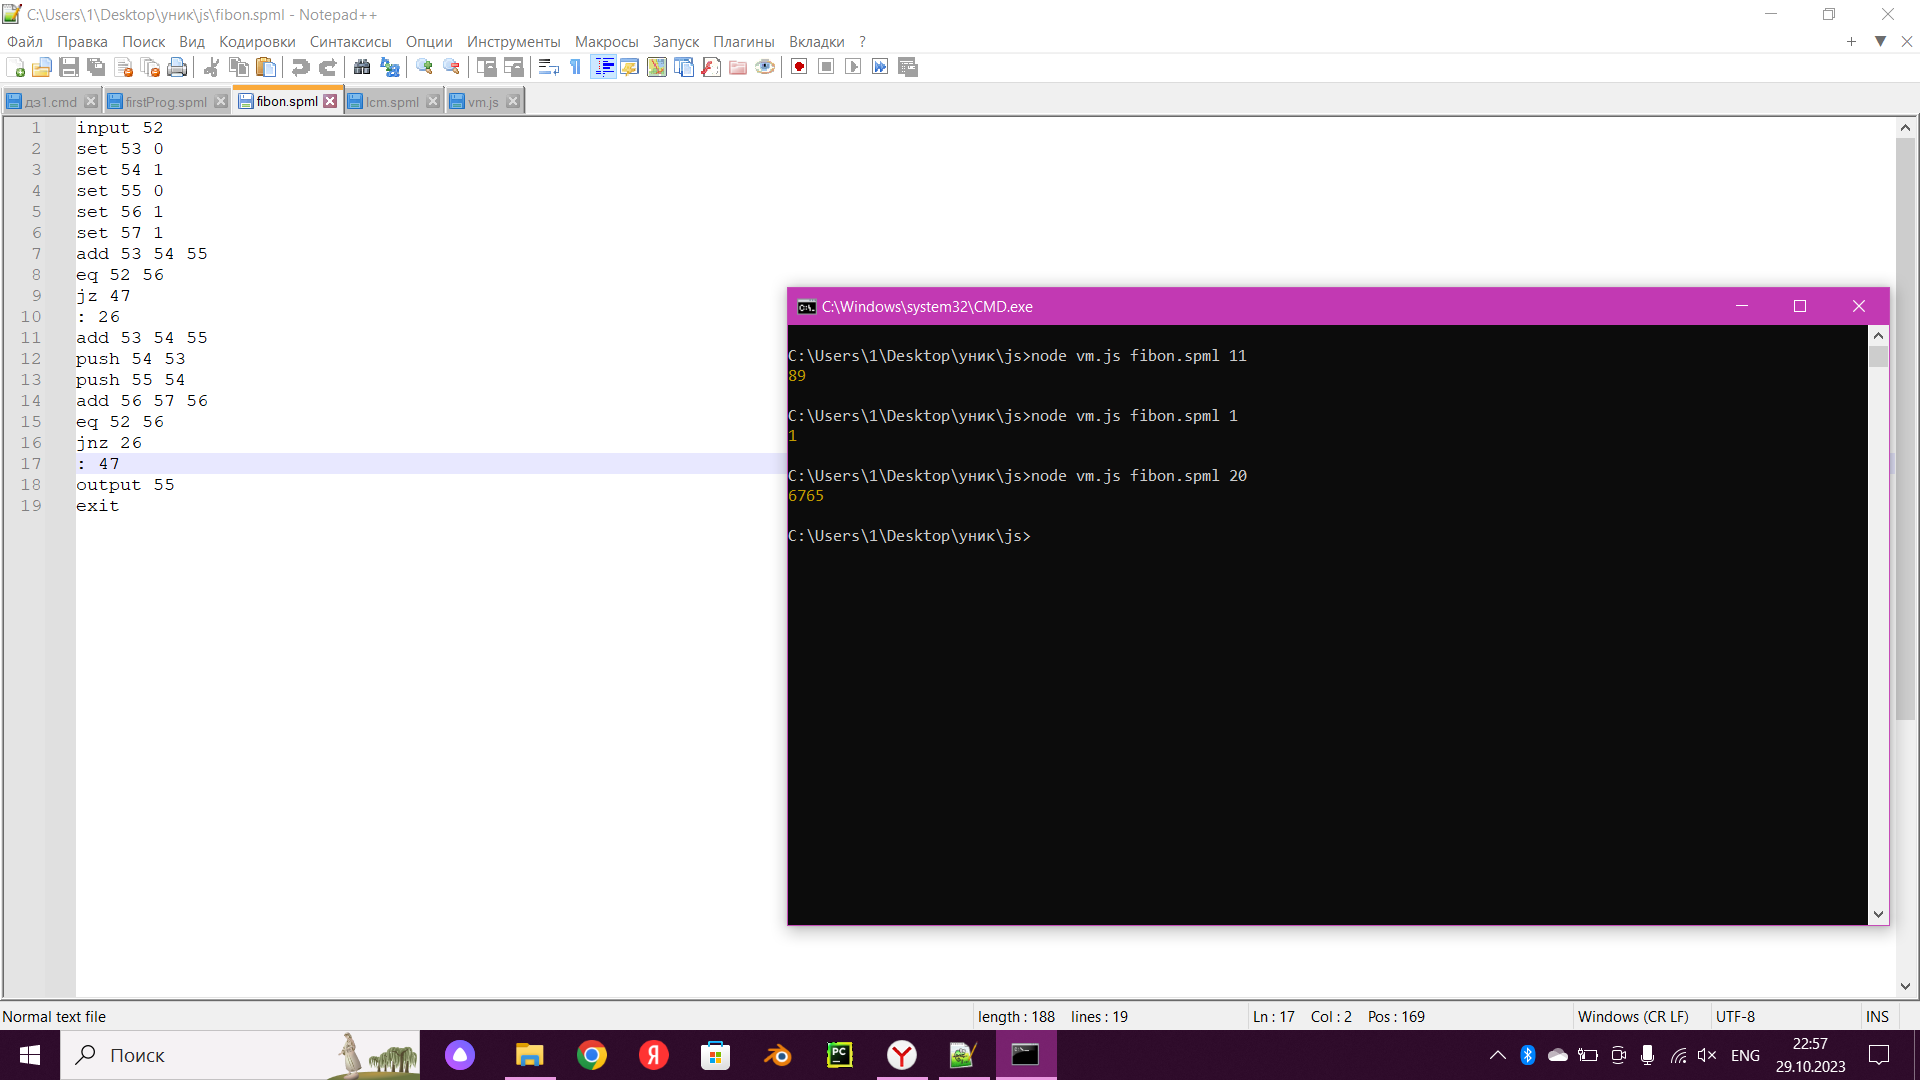 C:\Users\1\Desktop\уник\js\fibon.spml - Notepad++
Файл Правка Поиск Вид Кодировки Синтаксисы Опции Инструменты Макросы Запуск Плагины Вкладки ?
дз1.cmd firstProg.spml fibon.spml lcm.spml vm.js
1 input 52
2 set 53 0
3 set 54 1
4 set 55 0
5 set 56 1
6 set 57 1
7 add 53 54 55
8 eq 52 56
9 jz 47
10 : 26
11 add 53 54 55
12 push 54 53
13 push 55 54
14 add 56 57 56
15 eq 52 56
16 jnz 26
17 : 47
18 output 55
19 exit
C:\Windows\system32\CMD.exe
C:\Users\1\Desktop\уник\js>node vm.js fibon.spml 11
89
C:\Users\1\Desktop\уник\js>node vm.js fibon.spml 1
1
C:\Users\1\Desktop\уник\js>node vm.js fibon.spml 20
6765
C:\Users\1\Desktop\уник\js>
Normal text file length : 188 lines : 19 Ln : 17 Col : 2 Pos : 169 Windows (CR LF) UTF-8 INS
Поиск
ENG
22:57
29.10.2023